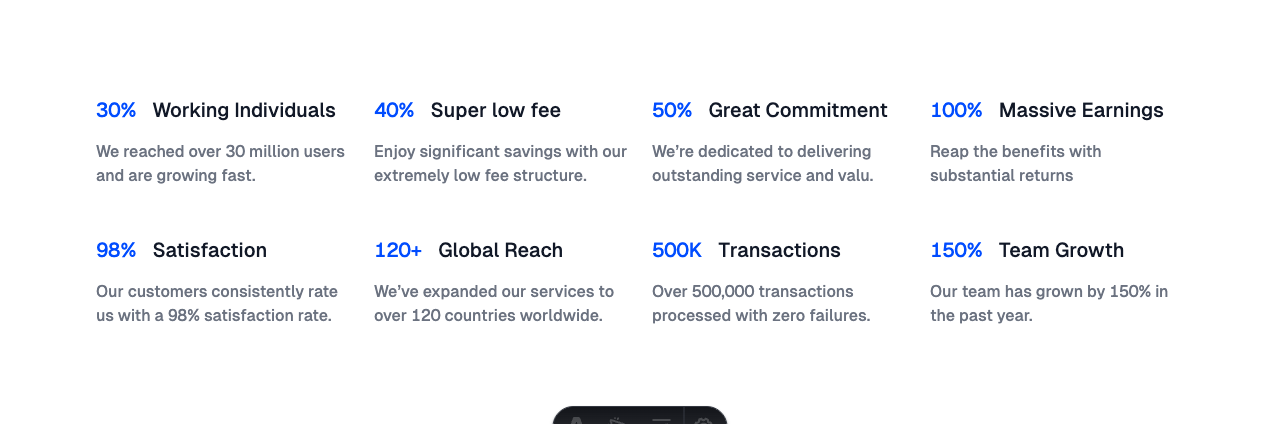 30% Working Individuals
We reached over 30 million users
and are growing fast.
40% Super low fee
Enjoy significant savings with our
extremely low fee structure.
50% Great Commitment
We’re dedicated to delivering
outstanding service and valu.
100% Massive Earnings
Reap the benefits with
substantial returns
98% Satisfaction
Our customers consistently rate
us with a 98% satisfaction rate.
120+ Global Reach
We’ve expanded our services to
over 120 countries worldwide.
500K Transactions
Over 500,000 transactions
processed with zero failures.
150% Team Growth
Our team has grown by 150% in
the past year.